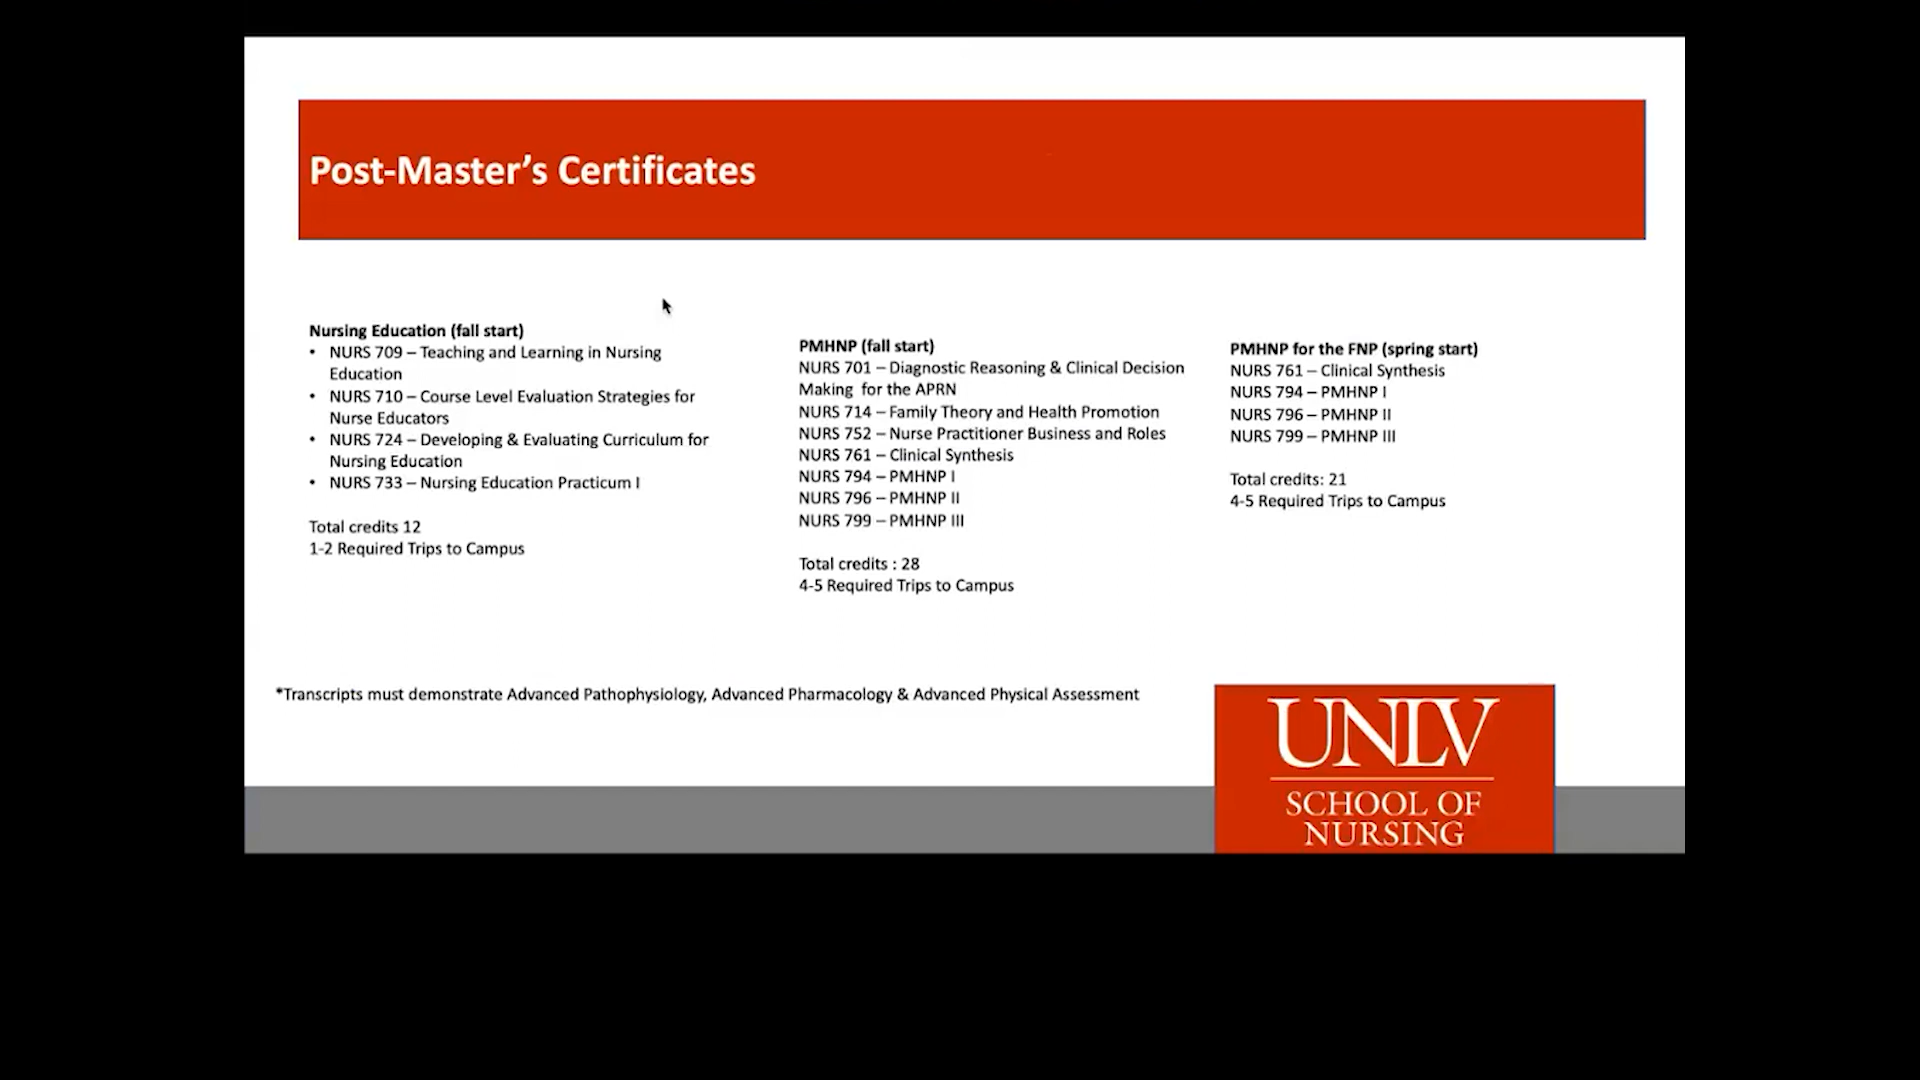 Post-Master’s Certificates
Nursing Education (fall start)
• NURS 709 – Teaching and Learning in Nursing
Education
• NURS 710 – Course Level Evaluation Strategies for
Nurse Educators
• NURS 724 – Developing & Evaluating Curriculum for
Nursing Education
• NURS 733 – Nursing Education Practicum I
Total credits 12
1-2 Required Trips to Campus
PMHNP (fall start)
NURS 701 – Diagnostic Reasoning & Clinical Decision
Making for the APRN
NURS 714 – Family Theory and Health Promotion
NURS 752 – Nurse Practitioner Business and Roles
NURS 761 – Clinical Synthesis
NURS 794 – PMHNP I
NURS 796 – PMHNP II
NURS 799 – PMHNP III
Total credits : 28
4-5 Required Trips to Campus
PMHNP for the FNP (spring start)
NURS 761 – Clinical Synthesis
NURS 794 – PMHNP I
NURS 796 – PMHNP II
NURS 799 – PMHNP III
Total credits: 21
4-5 Required Trips to Campus
*Transcripts must demonstrate Advanced Pathophysiology, Advanced Pharmacology & Advanced Physical Assessment
UNLV
SCHOOL OF
NURSING